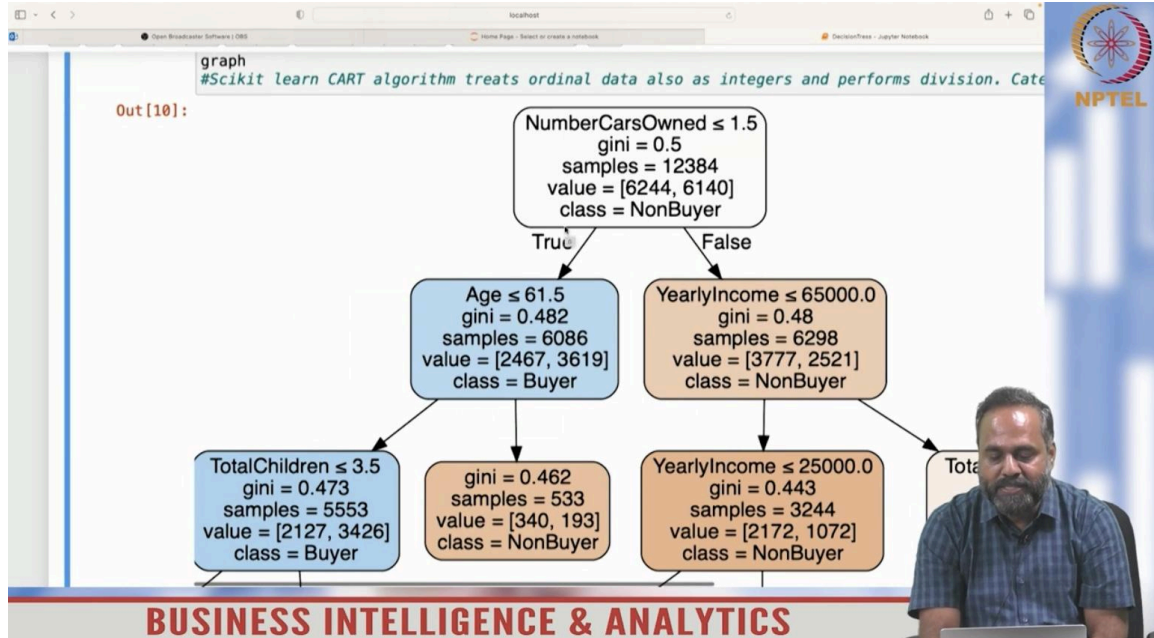 localhost
Open Broadcaster Software | OBS
Home Page - Select or create a notebook
DecisionTrees - Jupyter Notebook
graph
#Scikit learn CART algorithm treats ordinal data also as integers and performs division. Cate
NPTEL
Out[10]:
NumberCarsOwned ≤ 1.5
gini = 0.5
samples = 12384
value = [6244, 6140]
class = NonBuyer
True
False
Age ≤ 61.5
gini = 0.482
samples = 6086
value = [2467, 3619]
class = Buyer
YearlyIncome ≤ 65000.0
gini = 0.48
samples = 6298
value = [3777, 2521]
class = NonBuyer
TotalChildren ≤ 3.5
gini = 0.473
samples = 5553
value = [2127, 3426]
class = Buyer
gini = 0.462
samples = 533
value = [340, 193]
class = NonBuyer
YearlyIncome ≤ 25000.0
gini = 0.443
samples = 3244
value = [2172, 1072]
class = NonBuyer
Tota
BUSINESS INTELLIGENCE & ANALYTICS